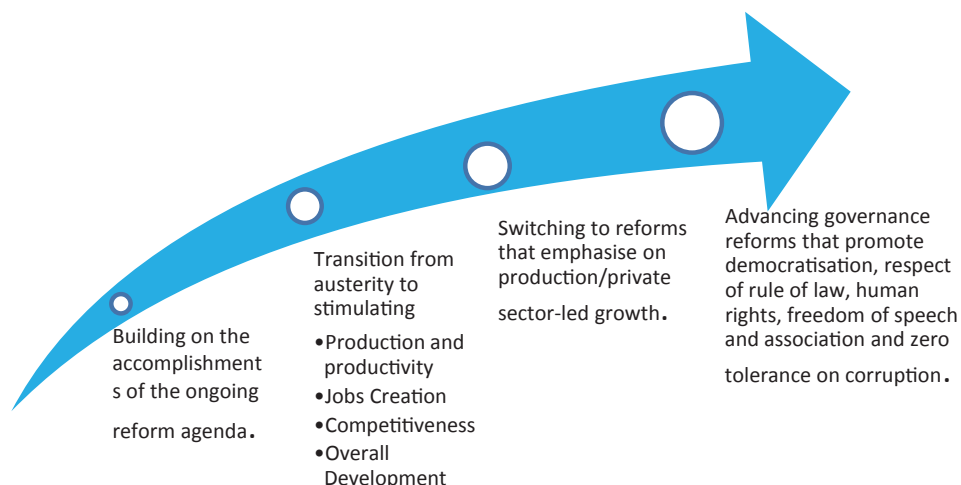 Building on the
accomplishment
s of the ongoing
reform agenda.
Transition from
austerity to
stimulating
•Production and
productivity
•Jobs Creation
•Competitiveness
•Overall
Development
Switching to reforms
that emphasise on
production/private
sector-led growth.
Advancing governance
reforms that promote
democratisation, respect
of rule of law, human
rights, freedom of speech
and association and zero
tolerance on corruption.